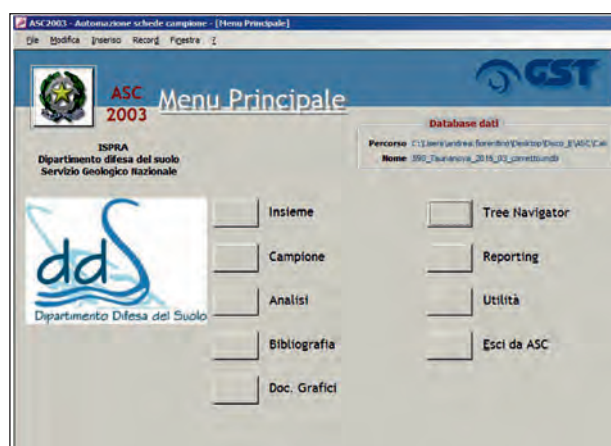 ASC2003 - Automazione schede campione - [Menu Principale]
File Modifica Inserisci Record Finestra ?
GST
ASC 2003
Menu Principale
Database dati
Percorso
Nome
ISPRA
Dipartimento difesa del suolo
Servizio Geologico Nazionale
ddS
Dipartimento Difesa del Suolo
Insieme
Tree Navigator
Campione
Reporting
Analisi
Utilità
Bibliografia
Esci da ASC
Doc. Grafici